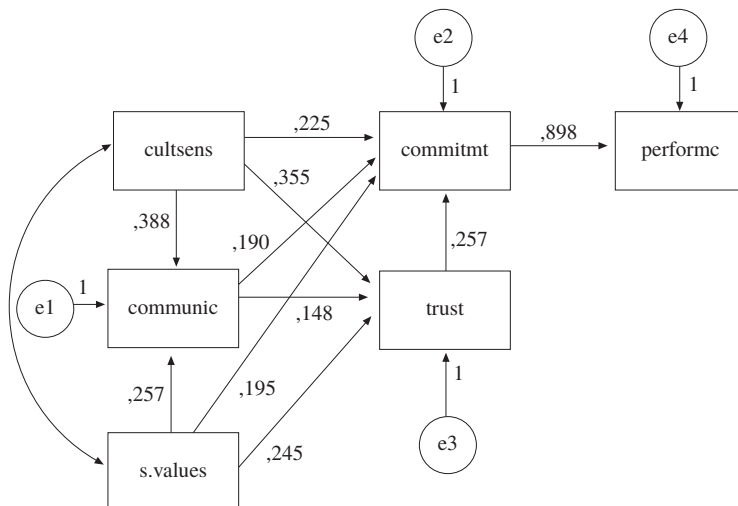 e2
e4
1
1
cultsens
,225
commitmt
,898
performc
,355
,388
,190
,257
e1
1
communic
,148
trust
,257
,195
1
s.values
,245
e3